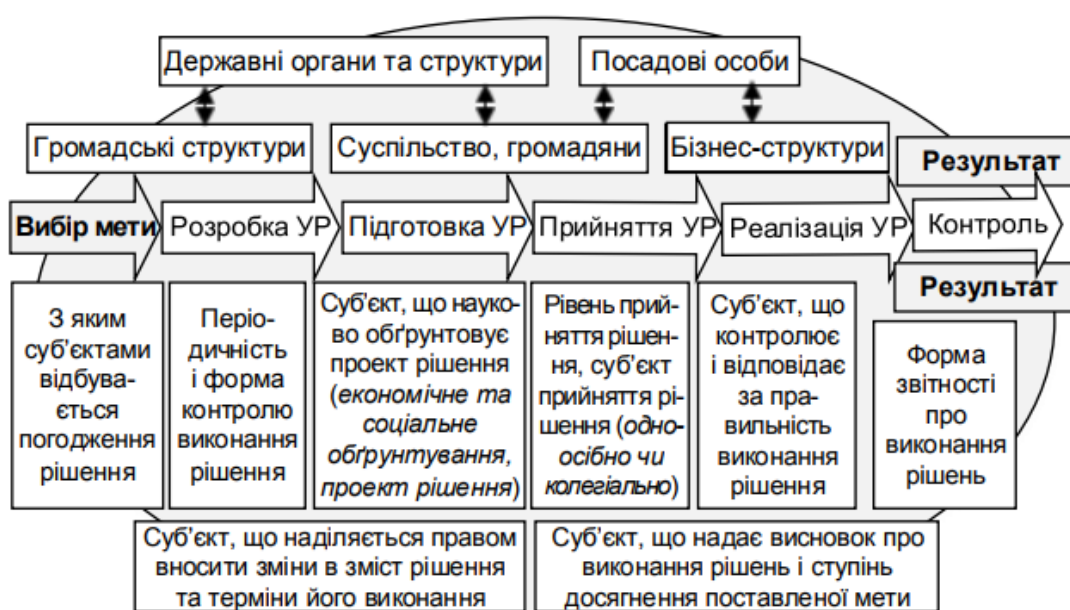 Державні органи та структури
Посадові особи
Громадські структури
Суспільство, громадяни
Бізнес-структури
Результат
Вибір мети
Розробка УР
Підготовка УР
Прийняття УР
Реалізація УР
Контроль
Результат
З яким
суб’єктами
відбува-
ється
погодження
рішення
Періо-
дичність
і форма
контролю
виконання
рішення
Суб’єкт, що науко-
во обґрунтовує
проект рішення
(економічне та
соціальне
обґрунтування,
проект рішення)
Рівень прий-
няття рішен-
ня, суб’єкт
прийняття рі-
шення (одно-
осібно чи
колегіально)
Суб’єкт, що
контролює
і відповідає
за пра-
вильність
виконання
рішення
Форма
звітності
про
виконання
рішень
Суб’єкт, що наділяється правом
вносити зміни в зміст рішення
та терміни його виконання
Суб’єкт, що надає висновок про
виконання рішень і ступінь
досягнення поставленої мети